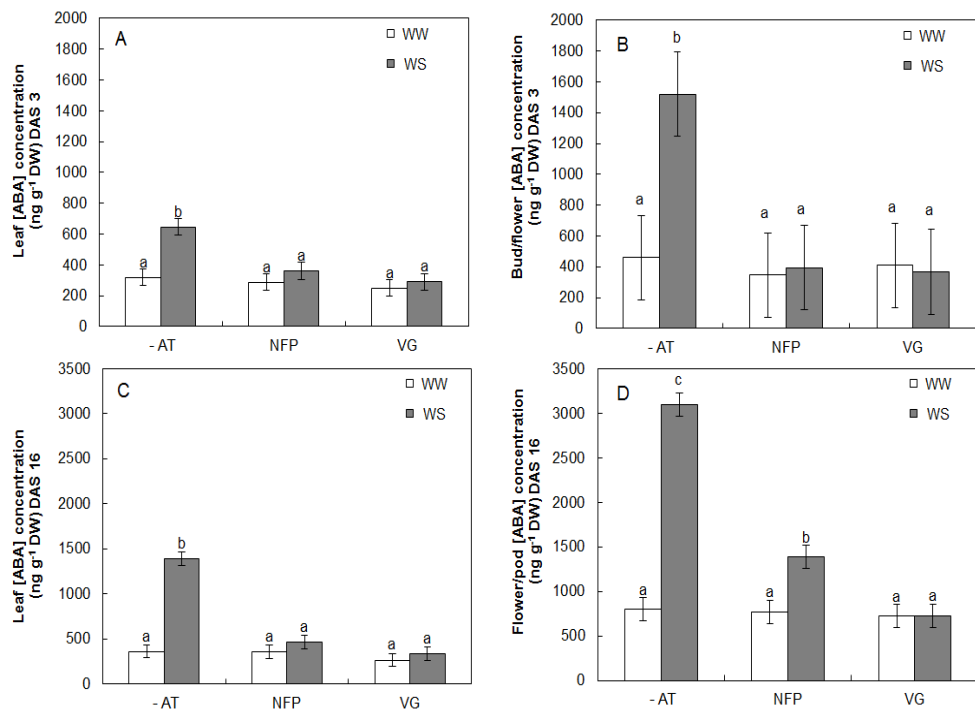 A
WW
WS
Leaf [ABA] concentration
(ng g-1 DW) DAS 3
2000
1800
1600
1400
1200
1000
800
600
400
200
0
a
b
a
a
a
a
- AT
NFP
VG
B
WW
WS
Bud/flower [ABA] concentration
(ng g-1 DW) DAS 3
2000
1800
1600
1400
1200
1000
800
600
400
200
0
a
b
a
a
a
a
- AT
NFP
VG
C
WW
WS
Leaf [ABA] concentration
(ng g-1 DW) DAS 16
3500
3000
2500
2000
1500
1000
500
0
a
b
a
a
a
a
- AT
NFP
VG
D
WW
WS
Flower/pod [ABA] concentration
(ng g-1 DW) DAS 16
3500
3000
2500
2000
1500
1000
500
0
a
c
a
b
a
a
- AT
NFP
VG